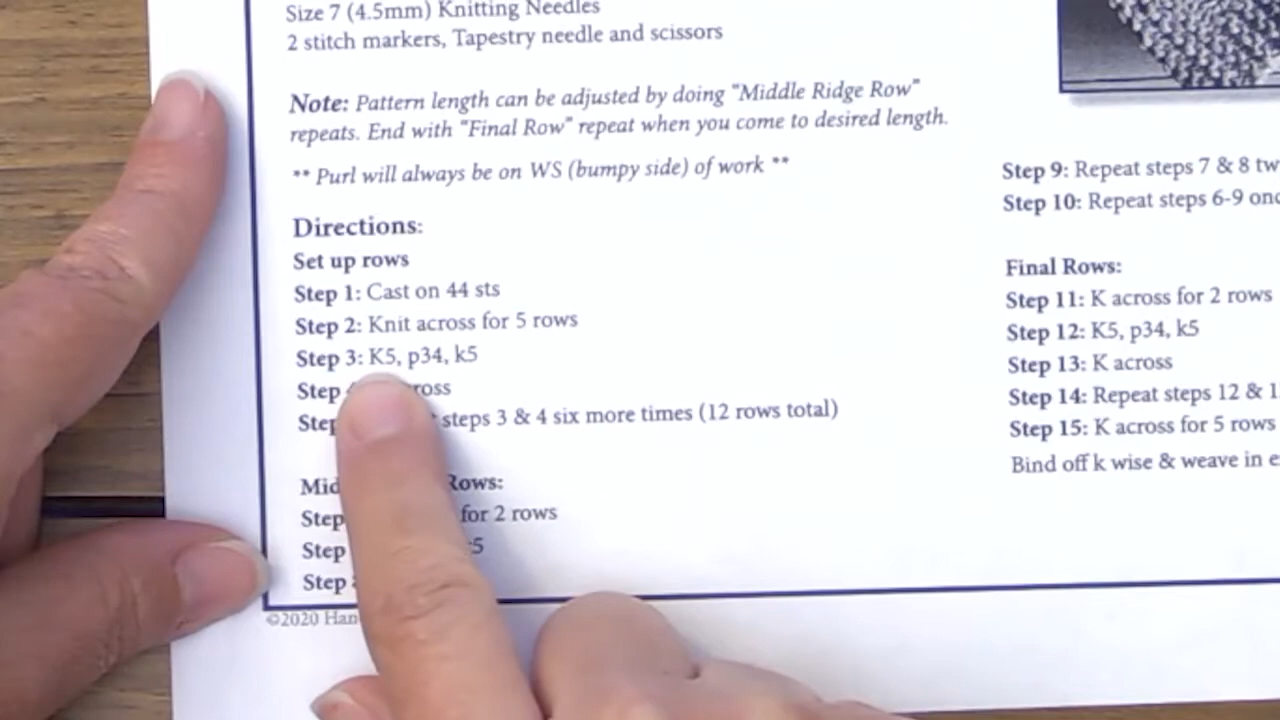 Size 7 (4.5mm) Knitting Needles
2 stitch markers, Tapestry needle and scissors
Note: Pattern length can be adjusted by doing "Middle Ridge Row"
repeats. End with "Final Row" repeat when you come to desired length.
** Purl will always be on WS (bumpy side) of work **
Directions:
Set up rows
Step 1: Cast on 44 sts
Step 2: Knit across for 5 rows
Step 3: K5, p34, k5
Step
steps 3 & 4 six more times (12 rows total)
Rows:
Step for 2 rows
Step
Step
©2020
Step 9: Repeat steps 7 & 8
Step 10: Repeat steps 6-9
Final Rows:
Step 11: K across for 2 rows
Step 12: K5, p34, k5
Step 13: K across
Step 14: Repeat steps 12 &
Step 15: K across for 5 rows
Bind off k wise & weave in